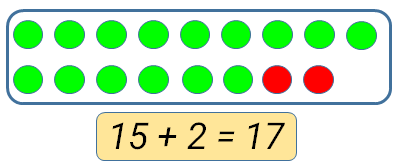 15 + 2 = 17